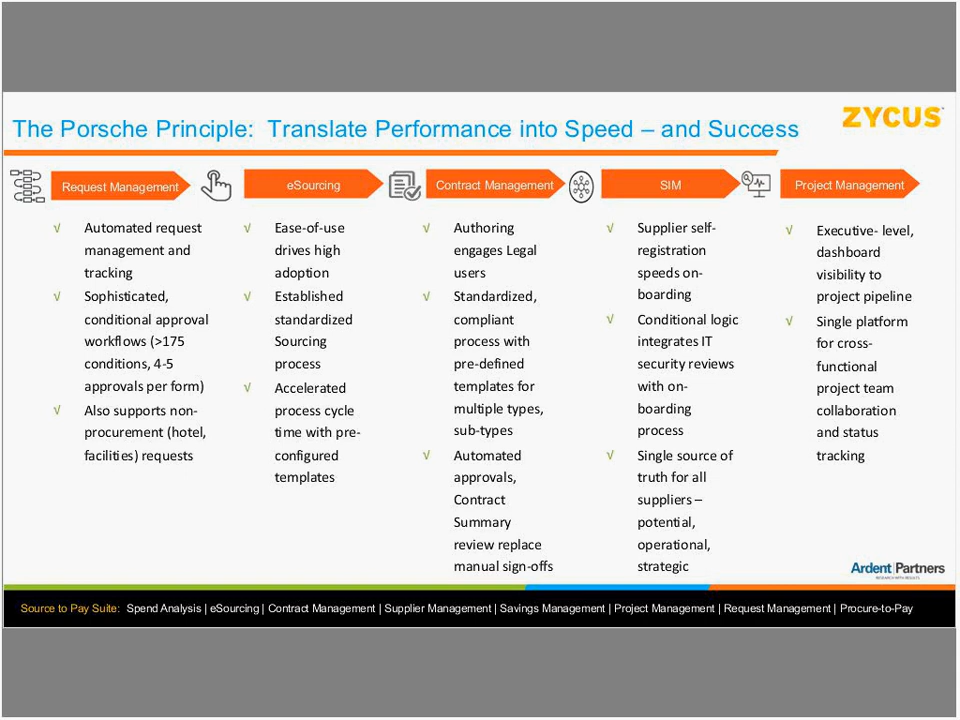 The Porsche Principle: Translate Performance into Speed – and Success
ZYCUS
Request Management
eSourcing
Contract Management
SIM
Project Management
√ Automated request
management and
tracking
√ Sophisticated,
conditional approval
workflows (>175
conditions, 4-5
approvals per form)
√ Also supports non-
procurement (hotel,
facilities) requests
√ Ease-of-use
drives high
adoption
√ Established
standardized
Sourcing
process
√ Accelerated
process cycle
time with pre-
configured
templates
√ Authoring
engages Legal
users
√ Standardized,
compliant
process with
pre-defined
templates for
multiple types,
sub-types
√ Automated
approvals,
Contract
Summary
review replace
manual sign-offs
√ Supplier self-
registration
speeds on-
boarding
√ Conditional logic
integrates IT
security reviews
with on-
boarding
process
√ Single source of
truth for all
suppliers –
potential,
operational,
strategic
√ Executive- level,
dashboard
visibility to
project pipeline
√ Single platform
for cross-
functional
project team
collaboration
and status
tracking
Ardent Partners
RESEARCH WITH RESULTS
Source to Pay Suite: Spend Analysis | eSourcing | Contract Management | Supplier Management | Savings Management | Project Management | Request Management | Procure-to-Pay